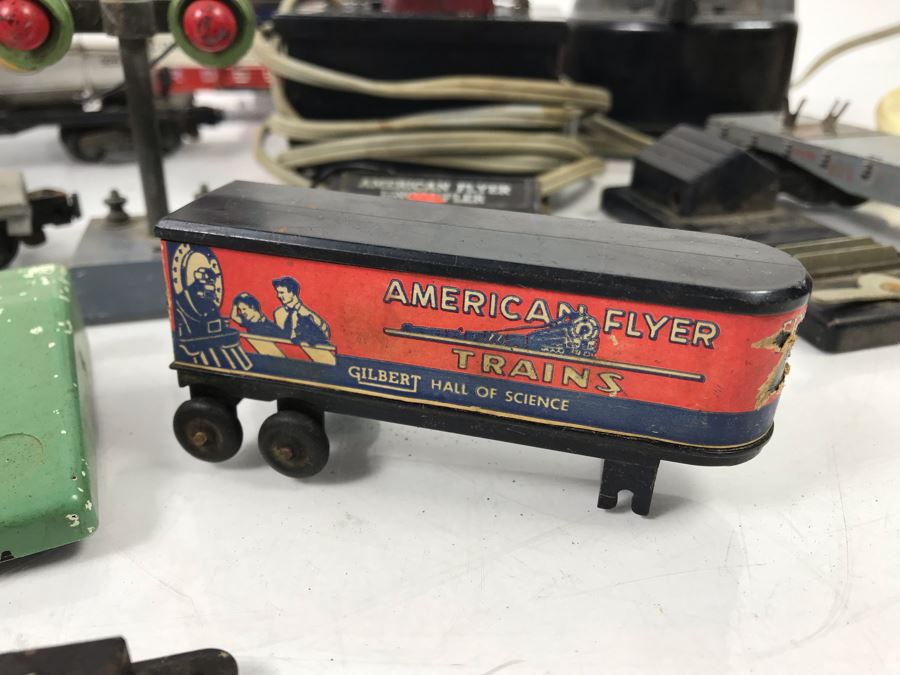 AMERICAN FLYER
AMERICAN FLYER
TRAINS
GILBERT HALL OF SCIENCE